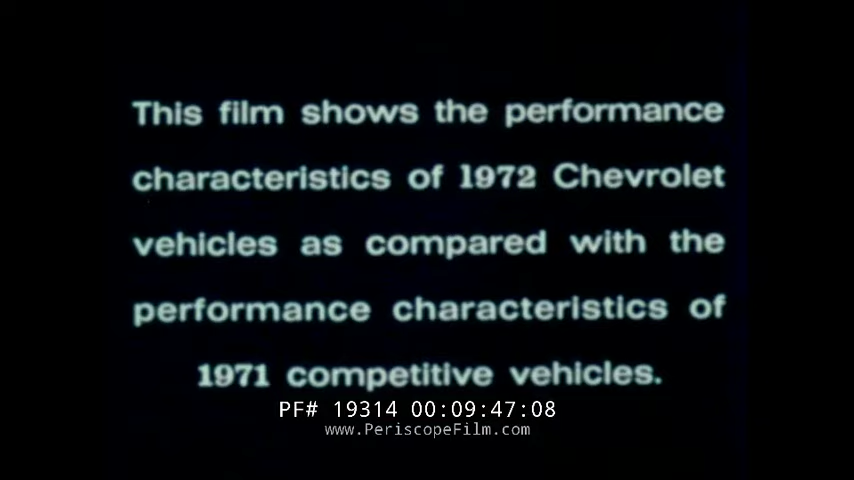 This film shows the performance
characteristics of 1972 Chevrolet
vehicles as compared with the
performance characteristics of
1971 competitive vehicles.
PF# 19314 00:09:47:08
www.PeriscopeFilm.com